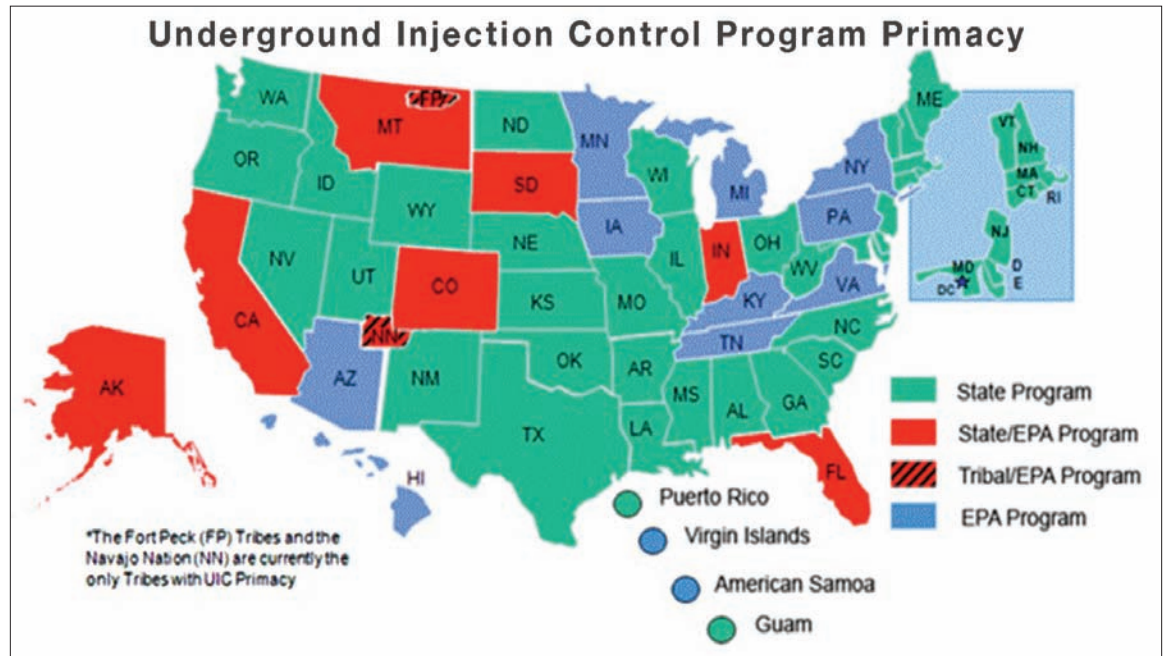 Underground Injection Control Program Primacy
WA
OR
ID
MT
FP
ND
SD
WY
NV
UT
CO
CA
NE
KS
MN
IA
WI
MI
IL
IN
OH
MO
KY
WV
VA
PA
NY
ME
TN
NC
SC
GA
AL
MS
AR
LA
OK
TX
NM
NN
AZ
AK
HI
FL
VT
NH
MA
CT
RI
NJ
MD
D
E
DC
State Program
State/EPA Program
Tribal/EPA Program
EPA Program
Puerto Rico
Virgin Islands
American Samoa
Guam
*The Fort Peck (FP) Tribes and the
Navajo Nation (NN) are currently the
only Tribes with UIC Primacy